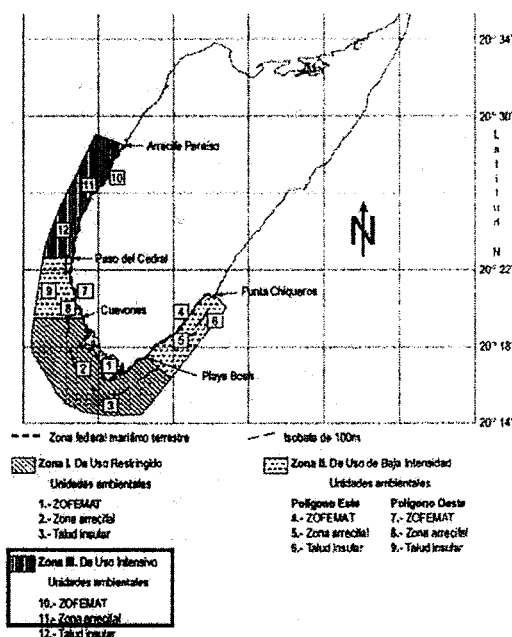 20° 34'
20° 30'
Latitud N
Arrecife Paraiso
10
11
12
N
Paso del Cedral
20° 22'
9
7
8
Punta Chiqueros
Cuevones
4
6
5
20° 18'
2
1
Playa Bosh
3
20° 14'
Zona federal marítimo terrestre
Isobata de 100m
Zona I. De Uso Restringido
Unidades ambientales
1.- ZOFEMAT
2.- Zona arrecifal
3.- Talud insular
Zona II. De Uso de Baja Intensidad
Unidades ambientales
Poligono Este
4.- ZOFEMAT
5.- Zona arrecifal
6.- Talud insular
Poligono Oeste
7.- ZOFEMAT
8.- Zona arrecifal
9.- Talud insular
Zona III. De Uso Intensivo
Unidades ambientales
10.- ZOFEMAT
11.- Zona arrecifal
12.- Talud insular